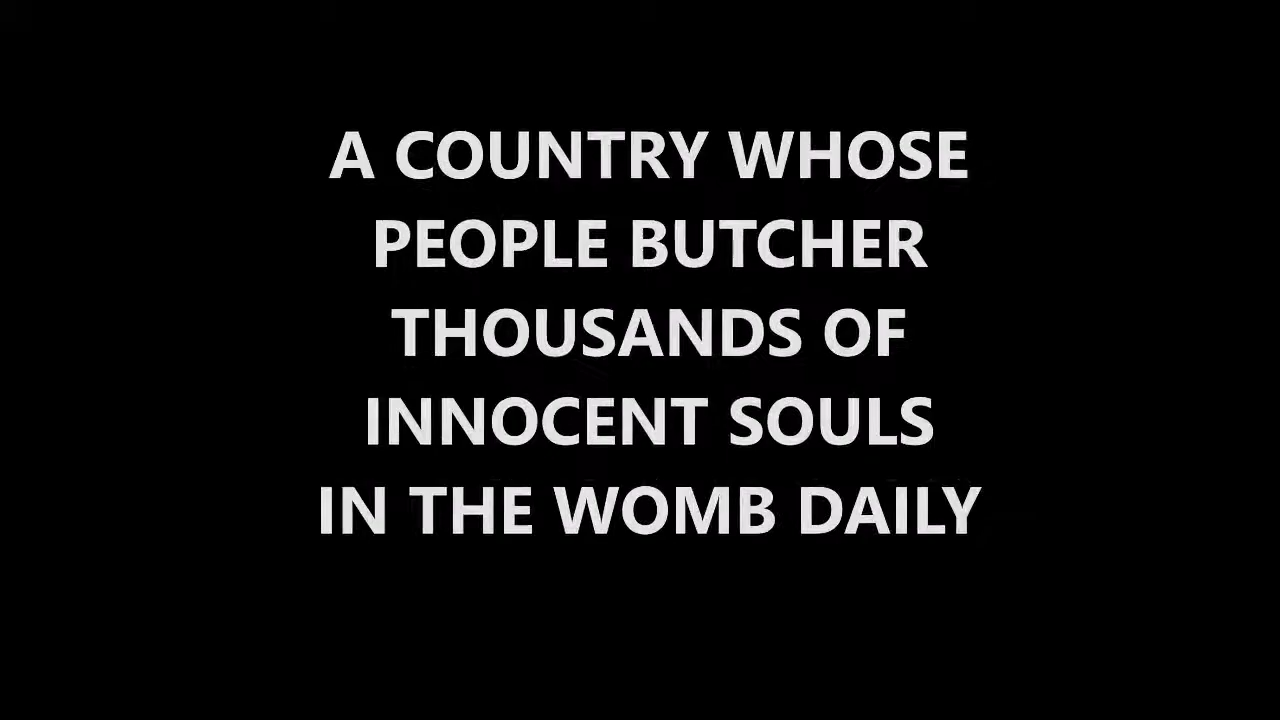 A COUNTRY WHOSE
PEOPLE BUTCHER
THOUSANDS OF
INNOCENT SOULS
IN THE WOMB DAILY